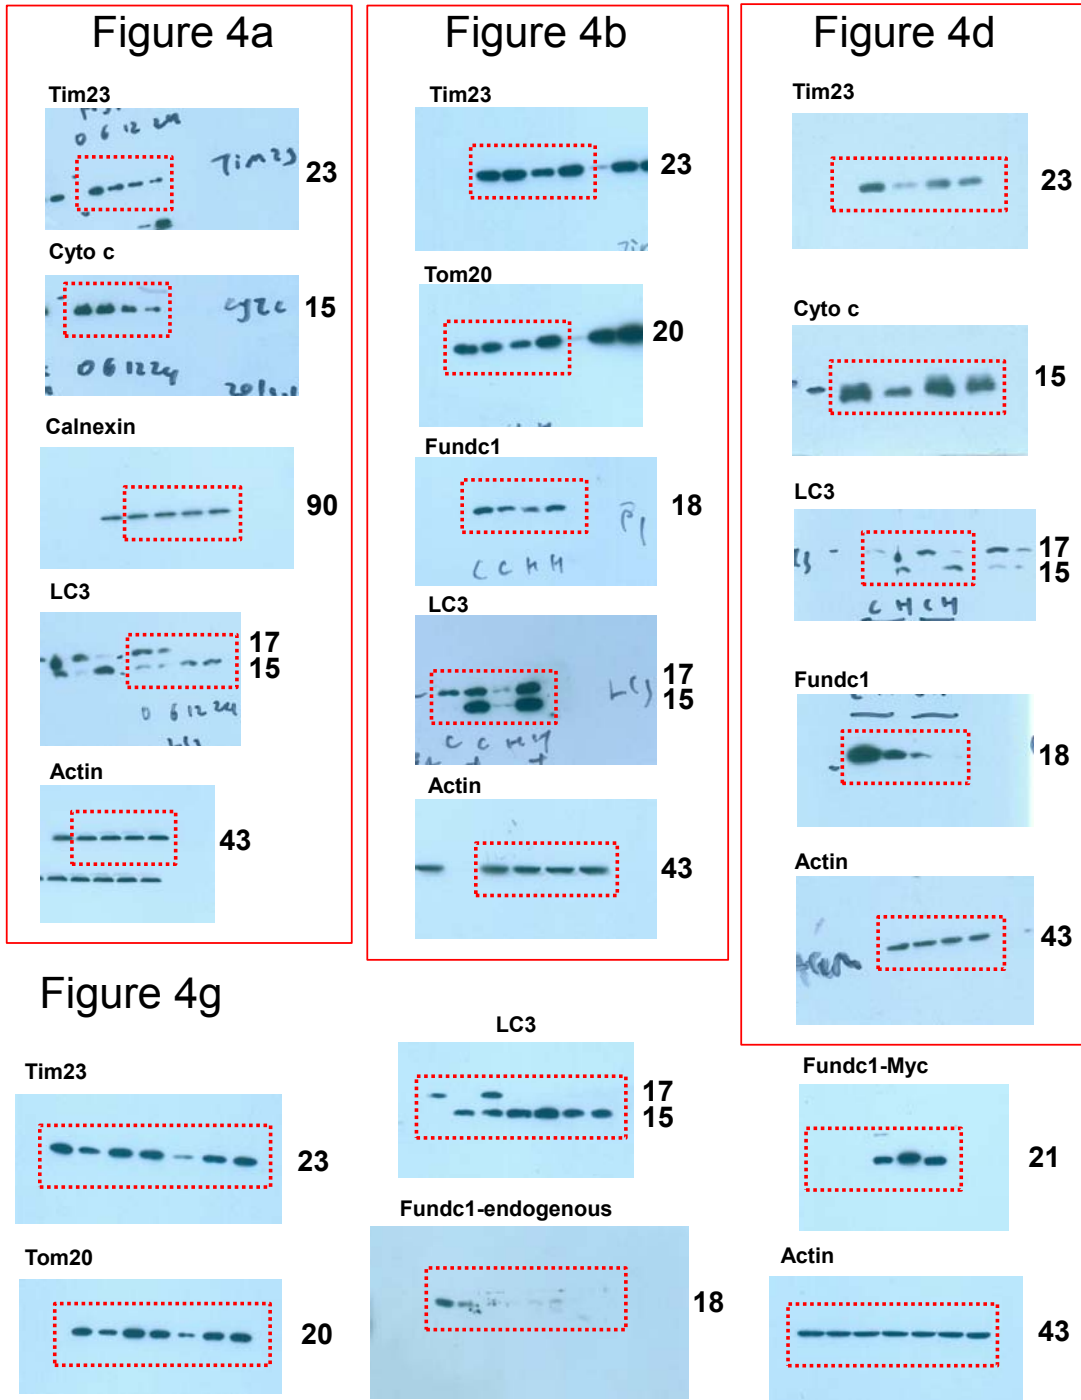 Figure 4a
Tim23
0 6 12 24
Tim23
23
Cyto c
cytc
15
0 6 12 24
Calnexin
90
LC3
17
15
0 6 12 24
Actin
43
Figure 4b
Tim23
23
Tom20
20
Fundc1
18
C C H H
LC3
17
15
LC3
C C H H
Actin
43
Figure 4d
Tim23
23
Cyto c
15
LC3
17
15
C H C H
Fundc1
18
Actin
43
Figure 4g
Tim23
23
Tom20
20
LC3
17
15
Fundc1-endogenous
18
Fundc1-Myc
21
Actin
43